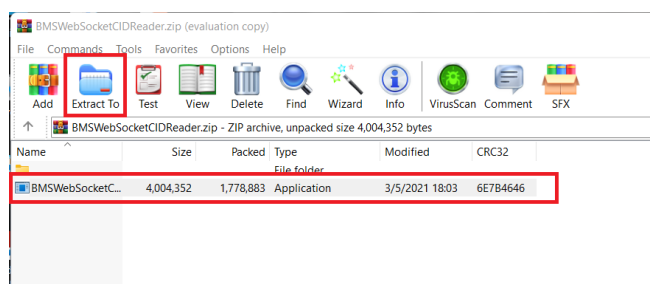 BMSWebSocketCIDReader.zip (evaluation copy)
File Commands Tools Favorites Options Help
Add Extract To Test View Delete Find Wizard Info VirusScan Comment SFX
BMSWebSocketCIDReader.zip - ZIP archive, unpacked size 4,004,352 bytes
Name Size Packed Type Modified CRC32
File folder
BMSWebSocketC... 4,004,352 1,778,883 Application 3/5/2021 18:03 6E7B4646